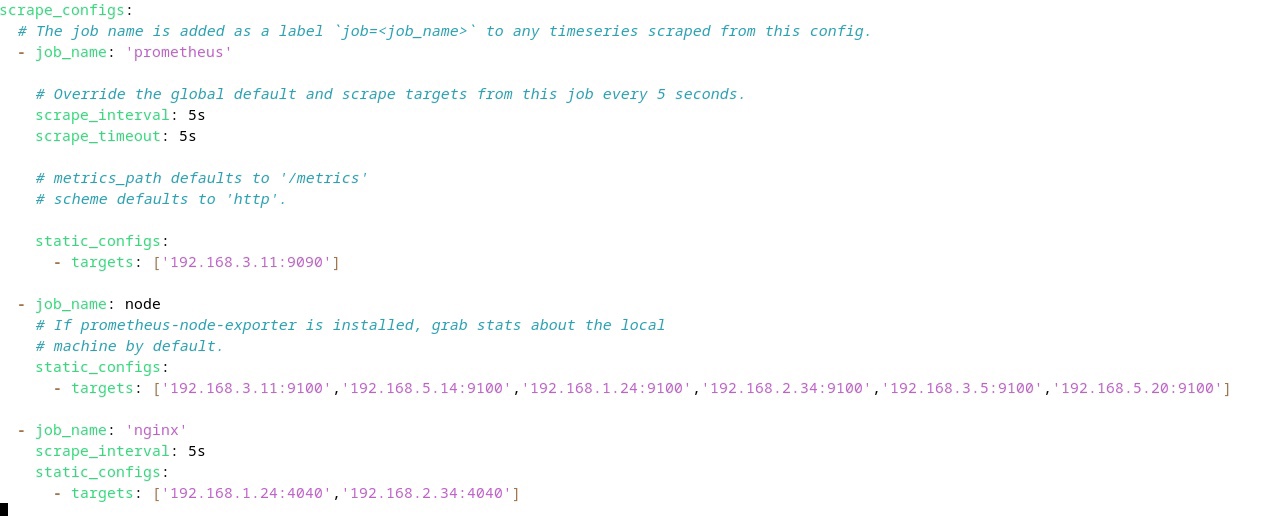 scrape_configs:
  # The job name is added as a label `job=<job_name>` to any timeseries scraped from this config.
  - job_name: 'prometheus'

    # Override the global default and scrape targets from this job every 5 seconds.
    scrape_interval: 5s
    scrape_timeout: 5s

    # metrics_path defaults to '/metrics'
    # scheme defaults to 'http'.

    static_configs:
      - targets: ['192.168.3.11:9090']

  - job_name: node
    # If prometheus-node-exporter is installed, grab stats about the local
    # machine by default.
    static_configs:
      - targets: ['192.168.3.11:9100','192.168.5.14:9100','192.168.1.24:9100','192.168.2.34:9100','192.168.3.5:9100','192.168.5.20:9100']

  - job_name: 'nginx'
    scrape_interval: 5s
    static_configs:
      - targets: ['192.168.1.24:4040','192.168.2.34:4040']